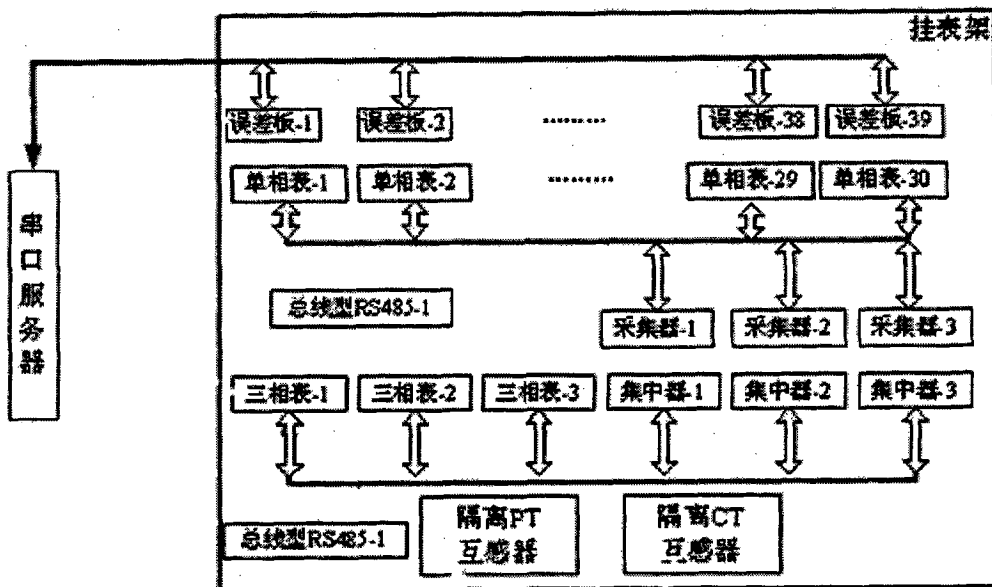 挂表架
误差板-1 误差板-2 ········· 误差板-38 误差板-39
单相表-1 单相表-2 ········· 单相表-29 单相表-30
串口服务器
总线型RS485-1
采集器-1 采集器-2 采集器-3
三相表-1 三相表-2 三相表-3 集中器-1 集中器-2 集中器-3
总线型RS485-1
隔离PT
互感器
隔离CT
互感器